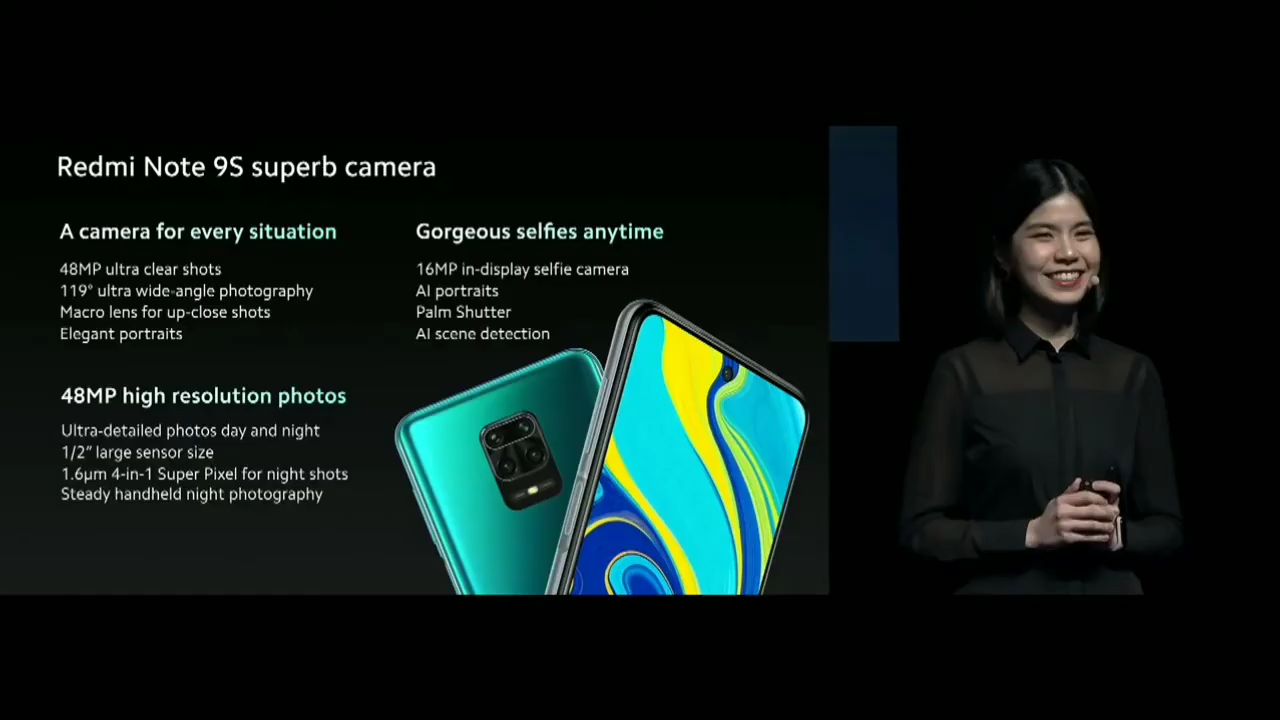 Redmi Note 9S superb camera
A camera for every situation
48MP ultra clear shots
119° ultra wide-angle photography
Macro lens for up-close shots
Elegant portraits
Gorgeous selfies anytime
16MP in-display selfie camera
AI portraits
Palm Shutter
AI scene detection
48MP high resolution photos
Ultra-detailed photos day and night
1/2″ large sensor size
1.6μm 4-in-1 Super Pixel for night shots
Steady handheld night photography